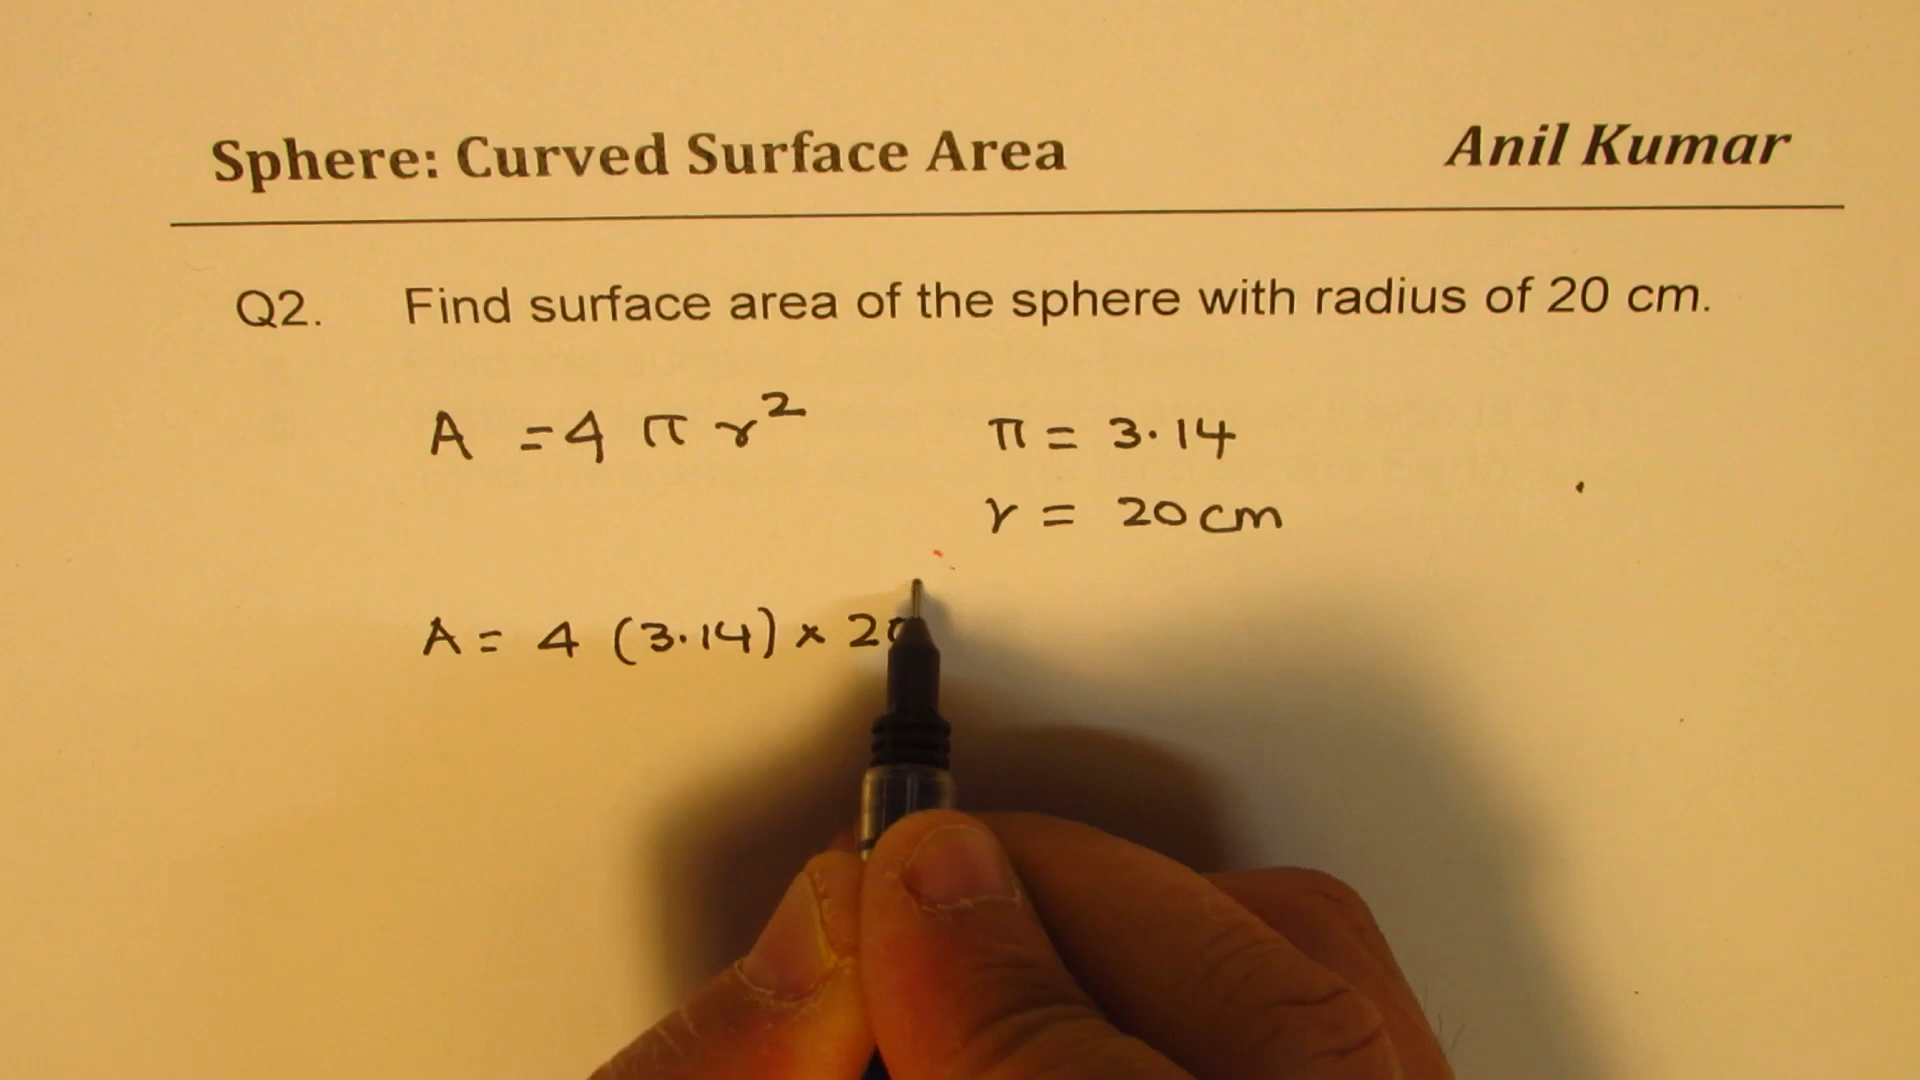 Sphere: Curved Surface Area Anil Kumar
Q2. Find surface area of the sphere with radius of 20 cm.
A = 4 π r² π = 3.14
r = 20 cm
A = 4 (3.14) × 20